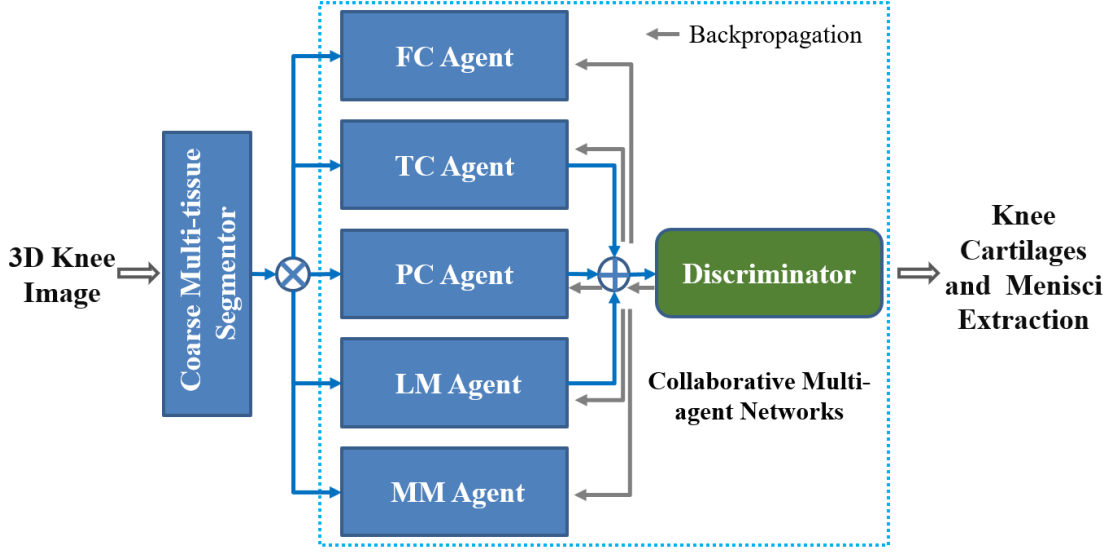 3D Knee
Image
Coarse Multi-tissue
Segmentor
FC Agent
TC Agent
PC Agent
LM Agent
MM Agent
Backpropagation
Discriminator
Collaborative Multi-
agent Networks
Knee
Cartilages
and Menisci
Extraction